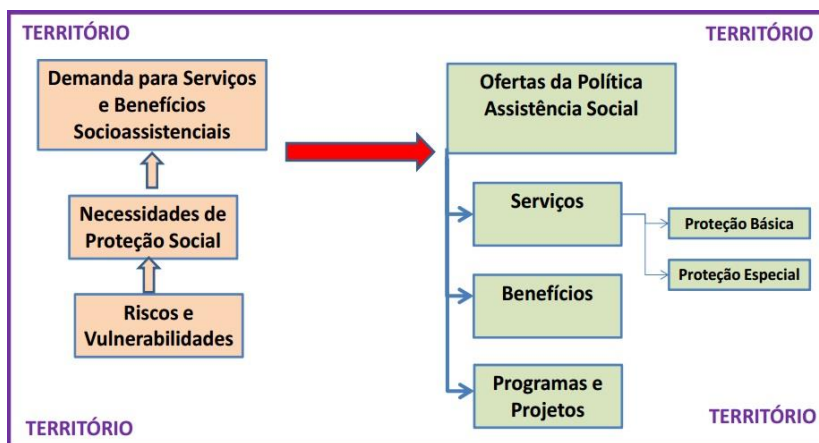 TERRITÓRIO
TERRITÓRIO
Demanda para Serviços
e Benefícios
Socioassistenciais
Necessidades de
Proteção Social
Riscos e
Vulnerabilidades
Ofertas da Política
Assistência Social
Serviços
Proteção Básica
Proteção Especial
Benefícios
Programas e
Projetos
TERRITÓRIO
TERRITÓRIO